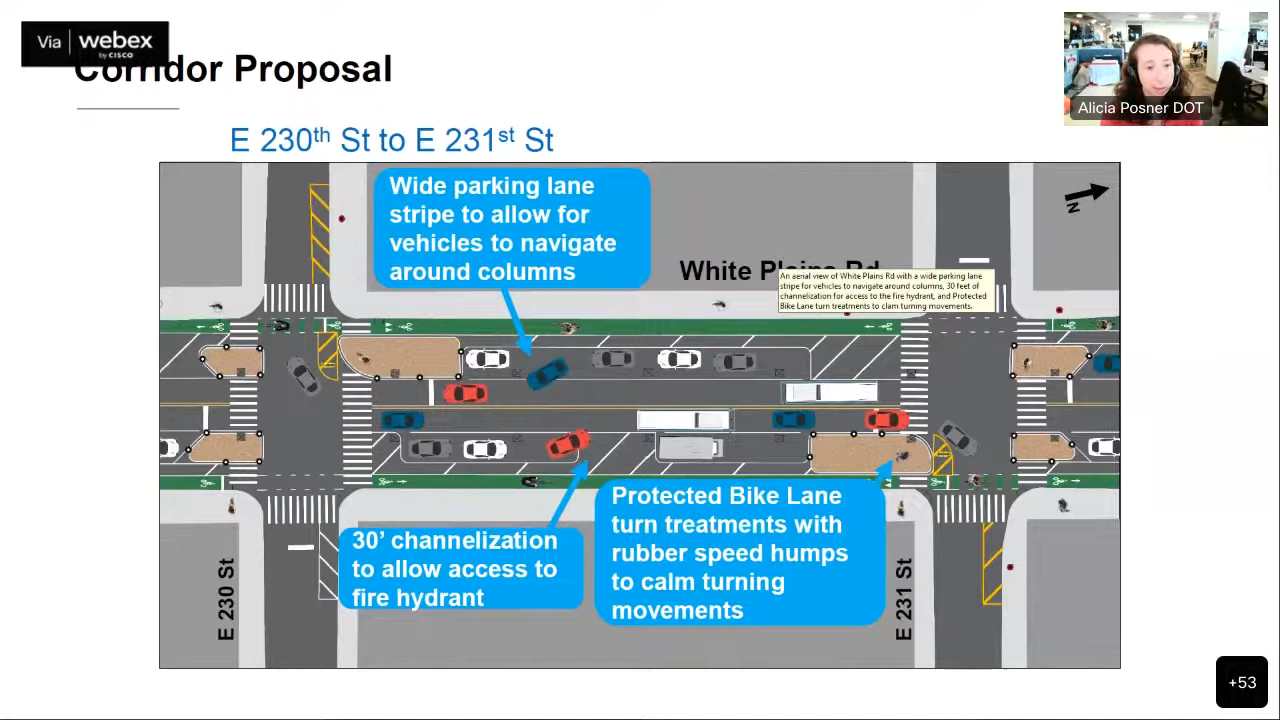 Via webex
by CISCO
Corridor Proposal
Alicia Posner DOT
E 230th St to E 231st St
Wide parking lane
stripe to allow for
vehicles to navigate
around columns
N
White Plains Rd
An aerial view of White Plains Rd with a wide parking lane
stripe for vehicles to navigate around columns, 30 feet of
channelization for access to the fire hydrant, and Protected
Bike Lane turn treatments to clam turning movements.
30’ channelization
to allow access to
fire hydrant
Protected Bike Lane
turn treatments with
rubber speed humps
to calm turning
movements
E 230 St
E 231 St
+53